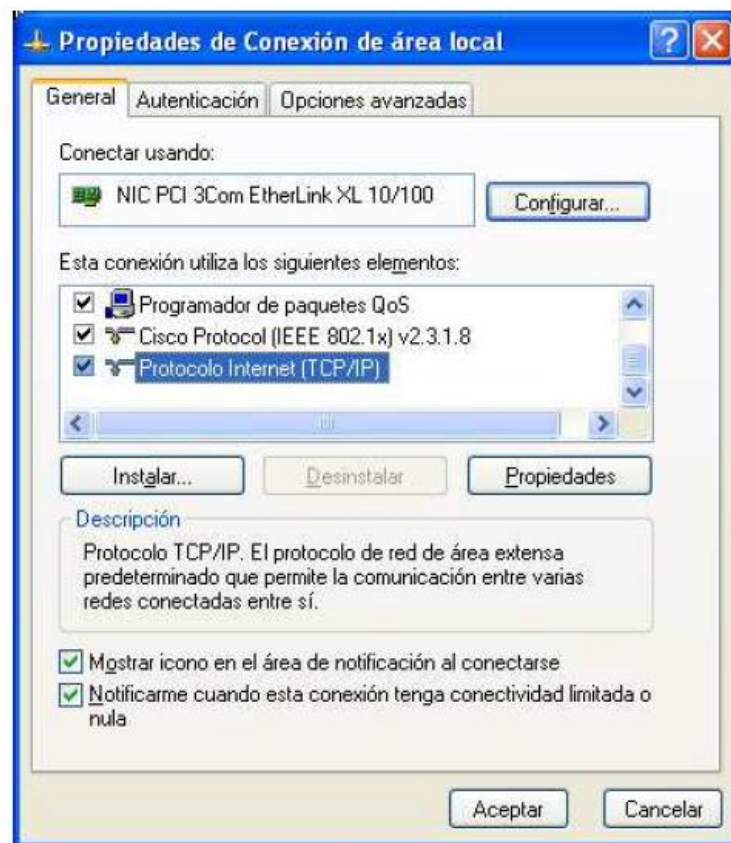 Propiedades de Conexión de área local
General
Autenticación
Opciones avanzadas
Conectar usando:
NIC PCI 3Com EtherLink XL 10/100
Configurar...
Esta conexión utiliza los siguientes elementos:
Programador de paquetes QoS
Cisco Protocol (IEEE 802.1x) v2.3.1.8
Protocolo Internet (TCP/IP)
Instalar...
Desinstalar
Propiedades
Descripción
Protocolo TCP/IP. El protocolo de red de área extensa
predeterminado que permite la comunicación entre varias
redes conectadas entre sí.
Mostrar icono en el área de notificación al conectarse
Notificarme cuando esta conexión tenga conectividad limitada o
nula
Aceptar
Cancelar